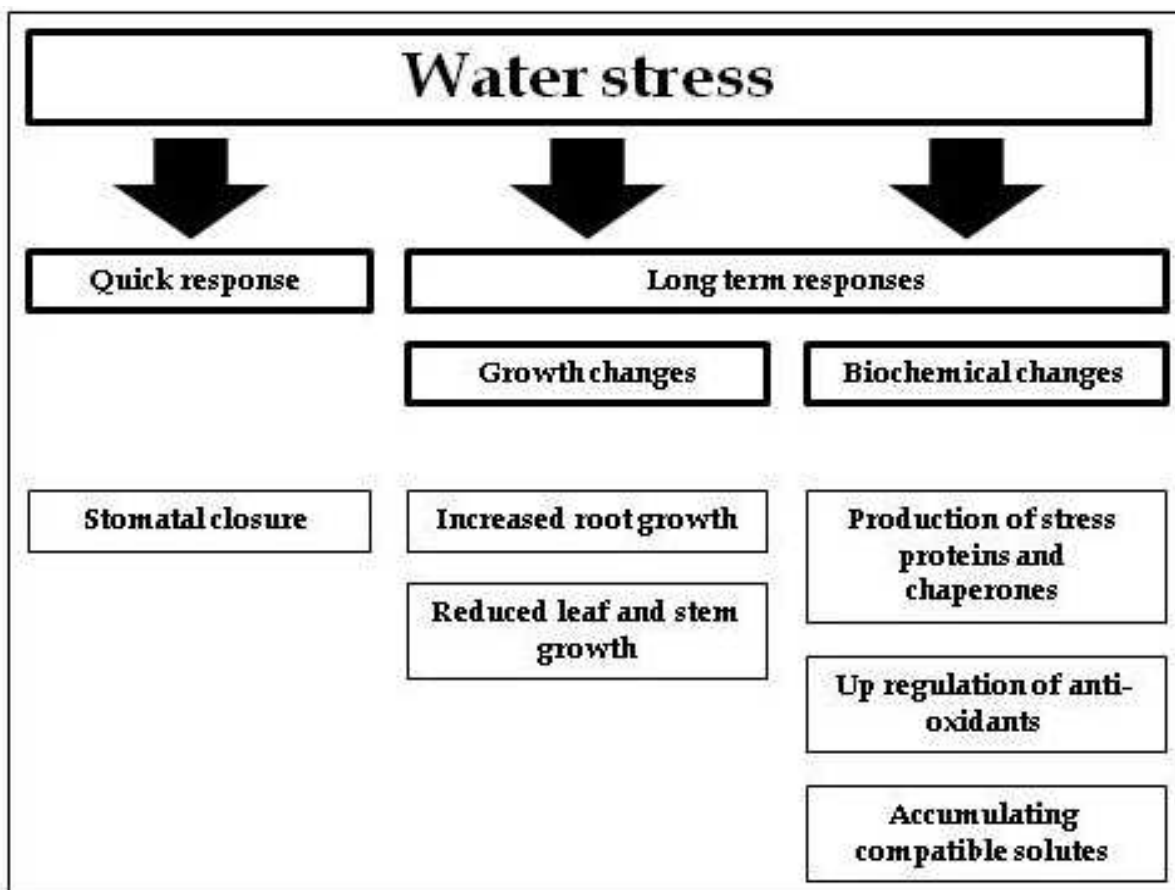 Water stress
Quick response
Long term responses
Growth changes
Biochemical changes
Stomatal closure
Increased root growth
Reduced leaf and stem
growth
Production of stress
proteins and
chaperones
Up regulation of anti-
oxidants
Accumulating
compatible solutes